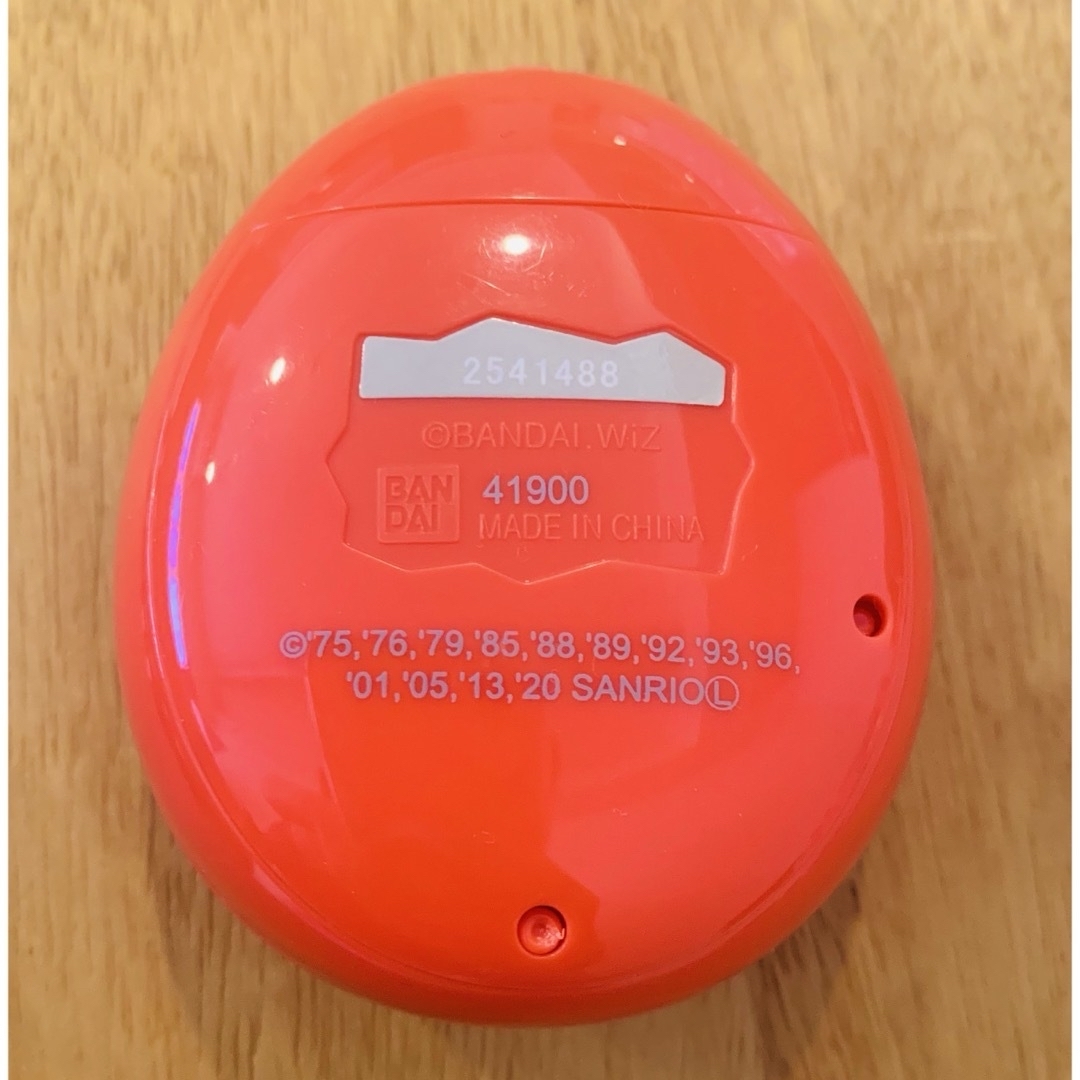 2541488
©BANDAI.WiZ
BAN
DAI
41900
MADE IN CHINA
©'75,'76,'79,'85,'88,'89,'92,'93,'96,
'01,'05,'13,'20 SANRIOⓁ